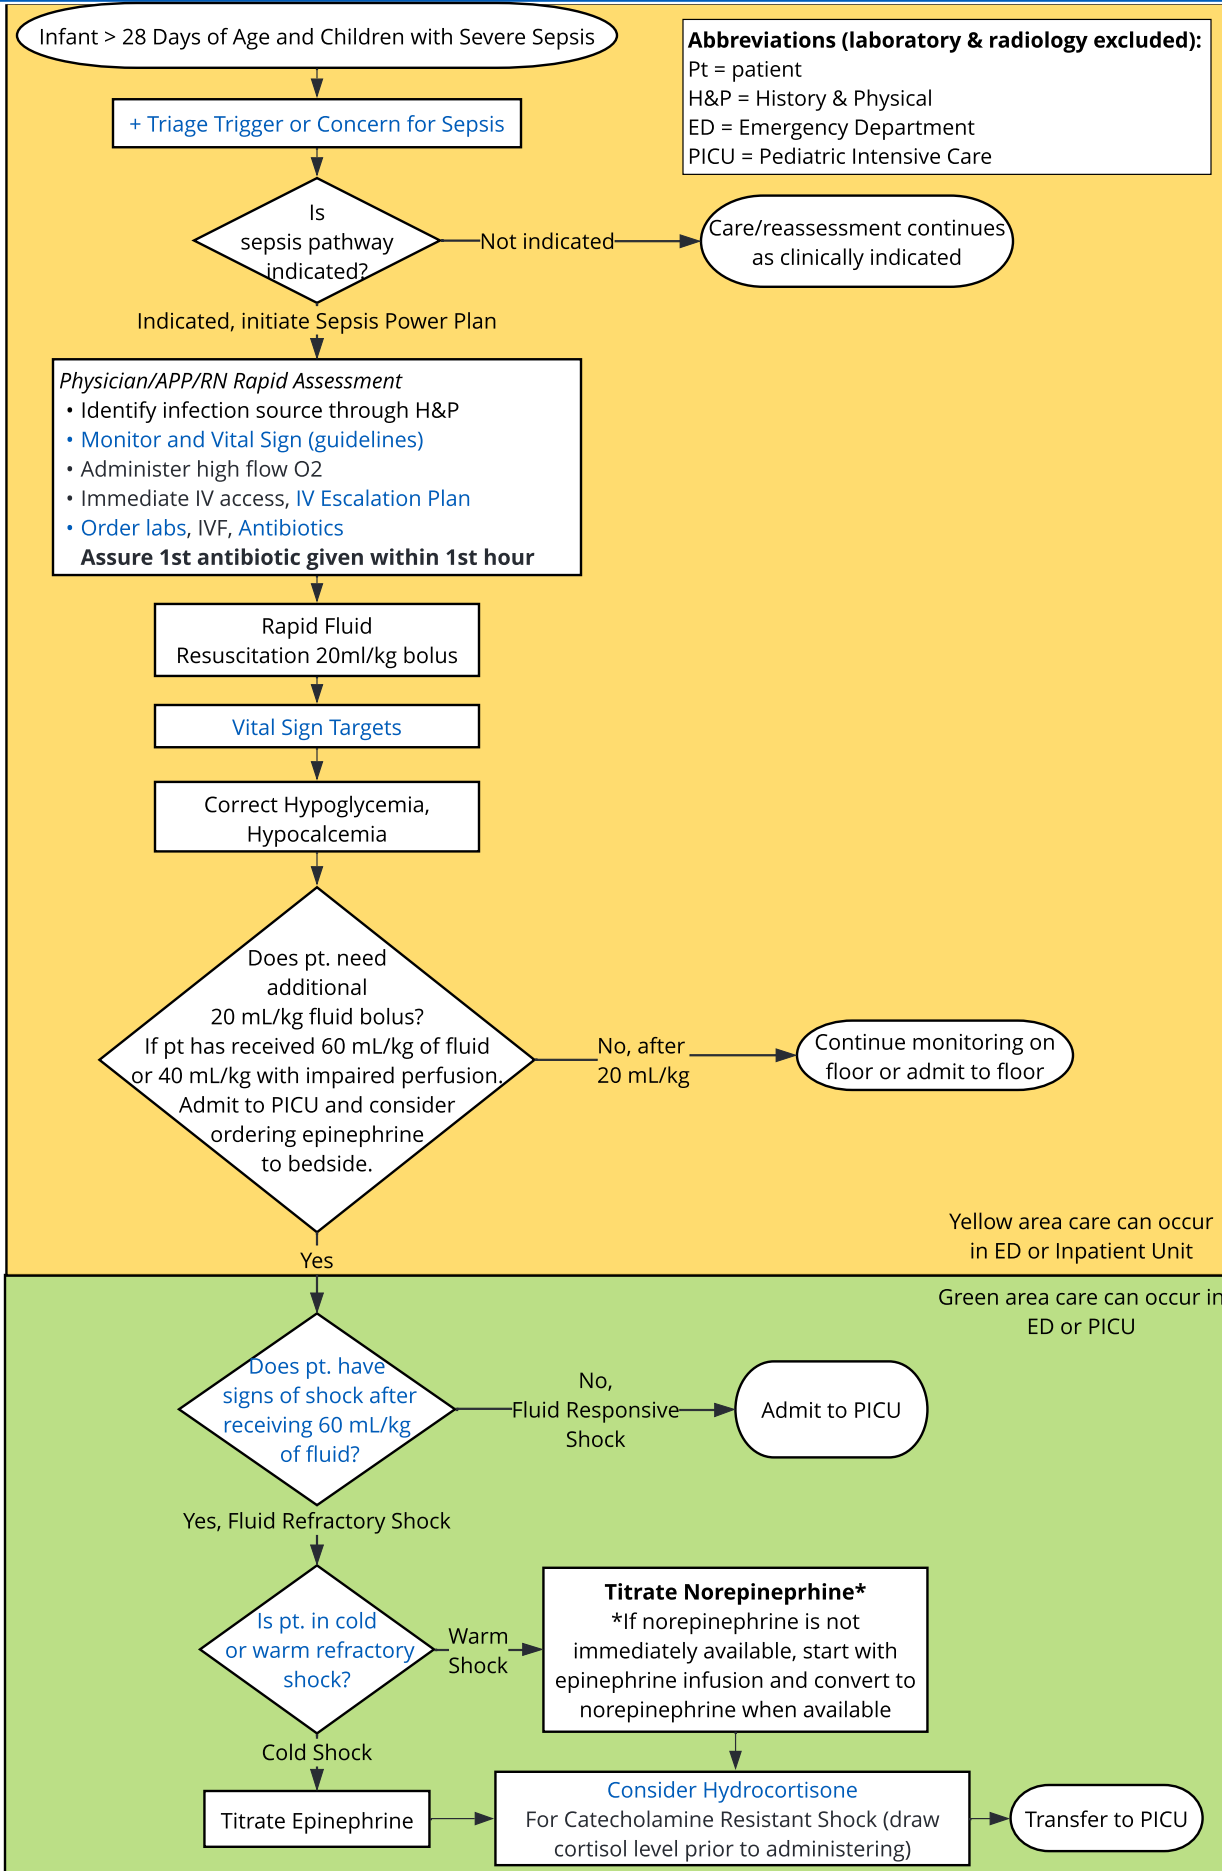 Infant > 28 Days of Age and Children with Severe Sepsis
Abbreviations (laboratory & radiology excluded):
Pt = patient
H&P = History & Physical
ED = Emergency Department
PICU = Pediatric Intensive Care
+ Triage Trigger or Concern for Sepsis
Is
sepsis pathway
indicated?
Not indicated
Care/reassessment continues
as clinically indicated
Indicated, initiate Sepsis Power Plan
Physician/APP/RN Rapid Assessment
• Identify infection source through H&P
• Monitor and Vital Sign (guidelines)
• Administer high flow O2
• Immediate IV access, IV Escalation Plan
• Order labs, IVF, Antibiotics
Assure 1st antibiotic given within 1st hour
Rapid Fluid
Resuscitation 20ml/kg bolus
Vital Sign Targets
Correct Hypoglycemia,
Hypocalcemia
Does pt. need
additional
20 mL/kg fluid bolus?
If pt has received 60 mL/kg of fluid
or 40 mL/kg with impaired perfusion.
Admit to PICU and consider
ordering epinephrine
to bedside.
No, after
20 mL/kg
Continue monitoring on
floor or admit to floor
Yellow area care can occur
in ED or Inpatient Unit
Yes
Green area care can occur in
ED or PICU
Does pt. have
signs of shock after
receiving 60 mL/kg
of fluid?
No,
Fluid Responsive
Shock
Admit to PICU
Yes, Fluid Refractory Shock
Is pt. in cold
or warm refractory
shock?
Warm
Shock
Titrate Norepineprhine*
*If norepinephrine is not
immediately available, start with
epinephrine infusion and convert to
norepinephrine when available
Cold Shock
Titrate Epinephrine
Consider Hydrocortisone
For Catecholamine Resistant Shock (draw
cortisol level prior to administering)
Transfer to PICU